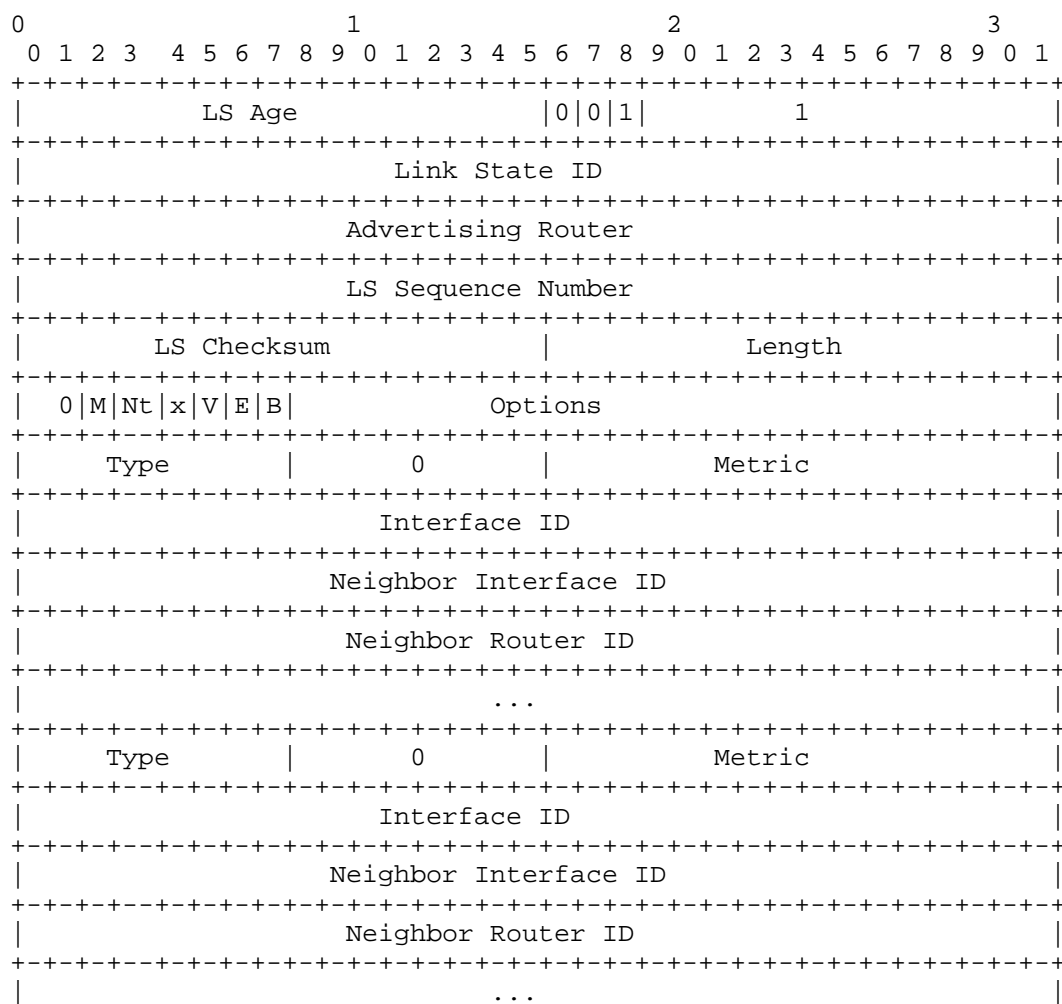 0                   1                   2                   3
 0 1 2 3  4 5 6 7 8 9 0 1 2 3 4 5 6 7 8 9 0 1 2 3 4 5 6 7 8 9 0 1
+-+-+-+--+-+-+-+-+-+-+-+-+-+-+-+-+-+-+-+-+-+-+-+-+-+-+-+-+-+-+-+
|           LS Age               |0|0|1|         1               |
+-+-+-+--+-+-+-+-+-+-+-+-+-+-+-+-+-+-+-+-+-+-+-+-+-+-+-+-+-+-+-+
|                       Link State ID                            |
+-+-+-+--+-+-+-+-+-+-+-+-+-+-+-+-+-+-+-+-+-+-+-+-+-+-+-+-+-+-+-+
|                    Advertising Router                          |
+-+-+-+--+-+-+-+-+-+-+-+-+-+-+-+-+-+-+-+-+-+-+-+-+-+-+-+-+-+-+-+
|                    LS Sequence Number                          |
+-+-+-+--+-+-+-+-+-+-+-+-+-+-+-+-+-+-+-+-+-+-+-+-+-+-+-+-+-+-+-+
|        LS Checksum             |            Length             |
+-+-+-+--+-+-+-+-+-+-+-+-+-+-+-+-+-+-+-+-+-+-+-+-+-+-+-+-+-+-+-+
|  0|M|Nt|x|V|E|B|            Options                            |
+-+-+-+--+-+-+-+-+-+-+-+-+-+-+-+-+-+-+-+-+-+-+-+-+-+-+-+-+-+-+-+
|     Type       |       0       |          Metric               |
+-+-+-+--+-+-+-+-+-+-+-+-+-+-+-+-+-+-+-+-+-+-+-+-+-+-+-+-+-+-+-+
|                      Interface ID                              |
+-+-+-+--+-+-+-+-+-+-+-+-+-+-+-+-+-+-+-+-+-+-+-+-+-+-+-+-+-+-+-+
|                   Neighbor Interface ID                        |
+-+-+-+--+-+-+-+-+-+-+-+-+-+-+-+-+-+-+-+-+-+-+-+-+-+-+-+-+-+-+-+
|                    Neighbor Router ID                          |
+-+-+-+--+-+-+-+-+-+-+-+-+-+-+-+-+-+-+-+-+-+-+-+-+-+-+-+-+-+-+-+
|                             ...                                |
+-+-+-+--+-+-+-+-+-+-+-+-+-+-+-+-+-+-+-+-+-+-+-+-+-+-+-+-+-+-+-+
|     Type       |       0       |          Metric               |
+-+-+-+--+-+-+-+-+-+-+-+-+-+-+-+-+-+-+-+-+-+-+-+-+-+-+-+-+-+-+-+
|                      Interface ID                              |
+-+-+-+--+-+-+-+-+-+-+-+-+-+-+-+-+-+-+-+-+-+-+-+-+-+-+-+-+-+-+-+
|                   Neighbor Interface ID                        |
+-+-+-+--+-+-+-+-+-+-+-+-+-+-+-+-+-+-+-+-+-+-+-+-+-+-+-+-+-+-+-+
|                    Neighbor Router ID                          |
+-+-+-+--+-+-+-+-+-+-+-+-+-+-+-+-+-+-+-+-+-+-+-+-+-+-+-+-+-+-+-+
|                             ...                                |